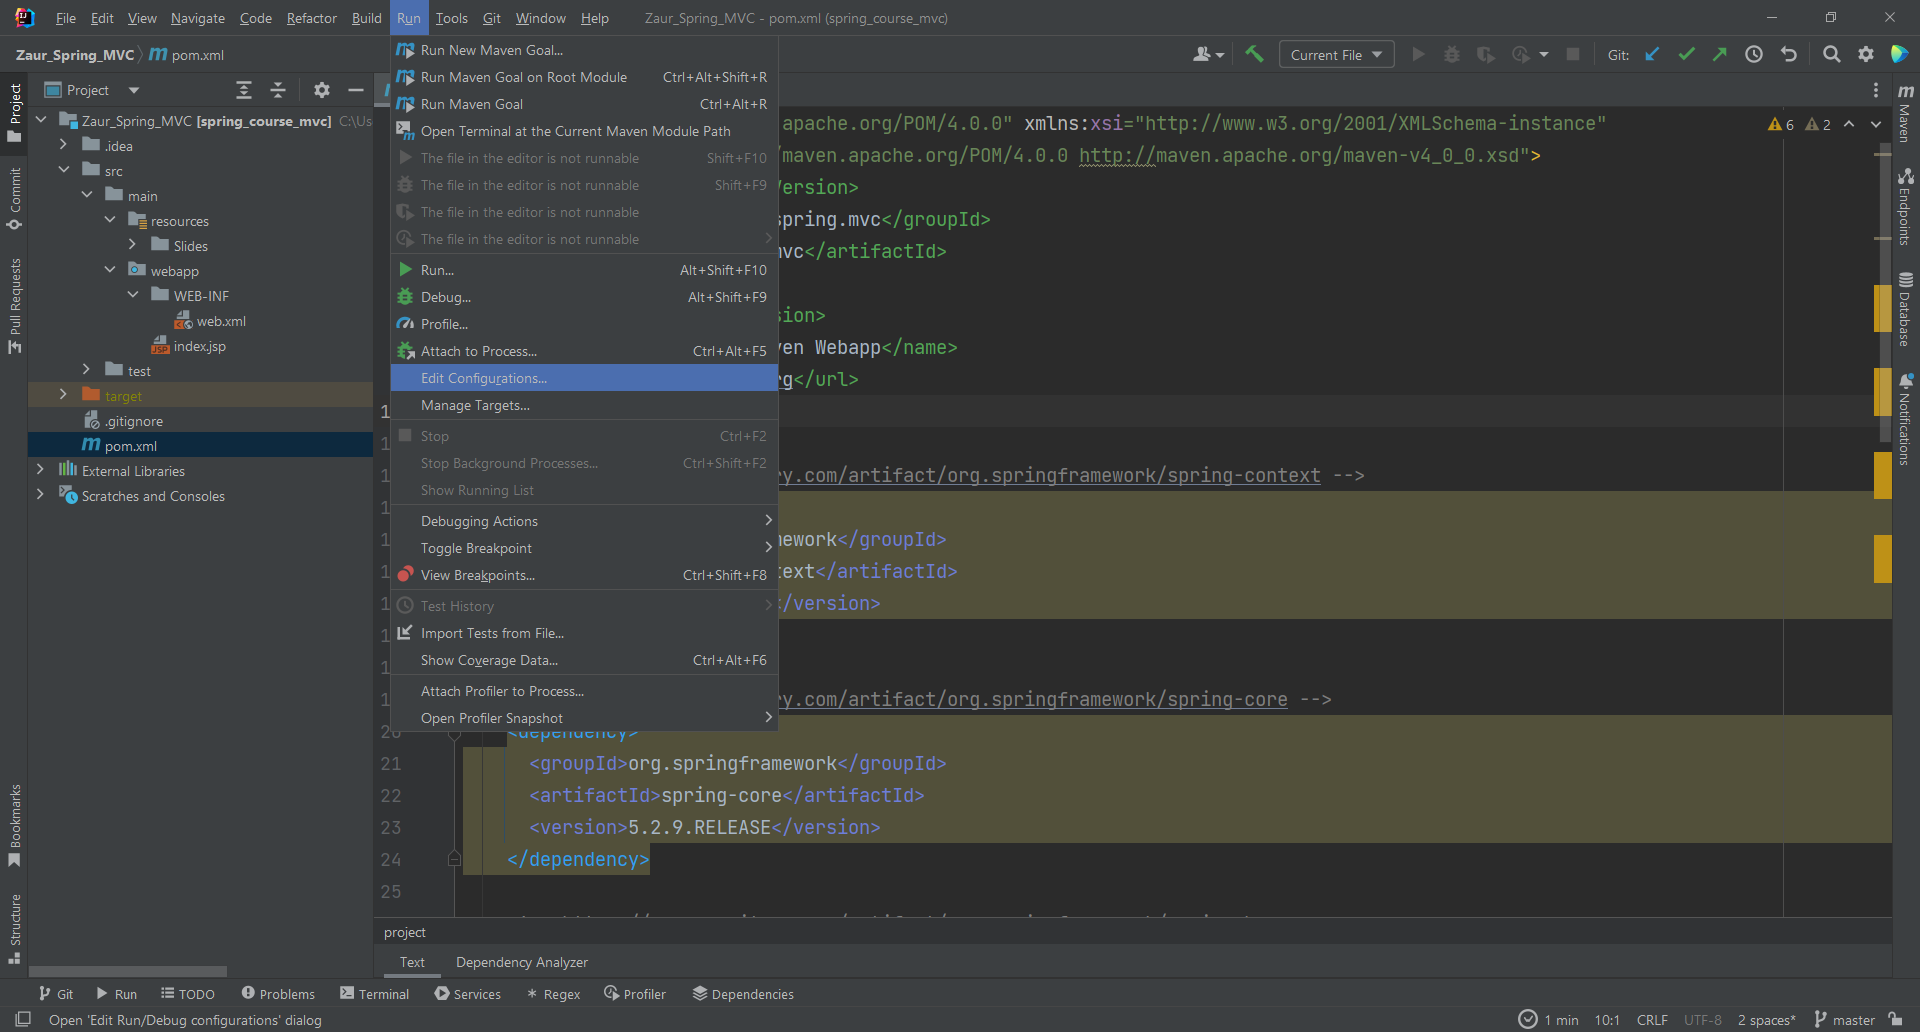 File Edit View Navigate Code Refactor Build Run Tools Git Window Help Zaur_Spring_MVC - pom.xml (spring_course_mvc)
Zaur_Spring_MVC m pom.xml
Current File
Git:
Project
Zaur_Spring_MVC [spring_course_mvc] C:\Us
.idea
src
main
resources
Slides
webapp
WEB-INF
web.xml
JSP index.jsp
test
target
.gitignore
m pom.xml
External Libraries
Scratches and Consoles
Project
Commit
Pull Requests
Bookmarks
Structure
Run New Maven Goal...
Run Maven Goal on Root Module Ctrl+Alt+Shift+R
Run Maven Goal Ctrl+Alt+R
Open Terminal at the Current Maven Module Path
The file in the editor is not runnable Shift+F10
The file in the editor is not runnable Shift+F9
The file in the editor is not runnable
The file in the editor is not runnable
Run... Alt+Shift+F10
Debug... Alt+Shift+F9
Profile...
Attach to Process... Ctrl+Alt+F5
Edit Configurations...
Manage Targets...
Stop Ctrl+F2
Stop Background Processes... Ctrl+Shift+F2
Show Running List
Debugging Actions
Toggle Breakpoint
View Breakpoints... Ctrl+Shift+F8
Test History
Import Tests from File...
Show Coverage Data... Ctrl+Alt+F6
Attach Profiler to Process...
Open Profiler Snapshot
apache.org/POM/4.0.0" xmlns:xsi="http://www.w3.org/2001/XMLSchema-instance"
6 2
/maven.apache.org/POM/4.0.0 http://maven.apache.org/maven-v4_0_0.xsd">
ersion>
spring.mvc</groupId>
vc</artifactId>
sion>
en Webapp</name>
g</url>
y.com/artifact/org.springframework/spring-context -->
ework</groupId>
text</artifactId>
</version>
y.com/artifact/org.springframework/spring-core -->
20 <dependency>
21 <groupId>org.springframework</groupId>
22 <artifactId>spring-core</artifactId>
23 <version>5.2.9.RELEASE</version>
24 </dependency>
25
project
Text Dependency Analyzer
m Maven
Endpoints
Database
Notifications
Git Run TODO Problems Terminal Services Regex Profiler Dependencies
Open 'Edit Run/Debug configurations' dialog
1 min 10:1 CRLF UTF-8 2 spaces* master